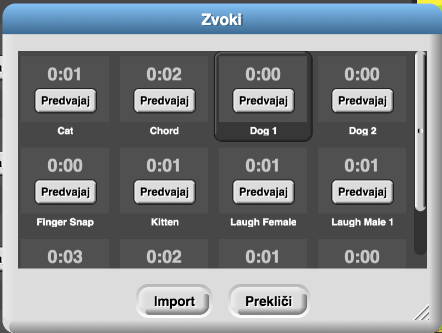 Zvoki
0:01 0:02 0:00 0:00
Predvajaj Predvajaj Predvajaj Predvajaj
Cat Chord Dog 1 Dog 2
0:00 0:01 0:01 0:01
Predvajaj Predvajaj Predvajaj Predvajaj
Finger Snap Kitten Laugh Female Laugh Male 1
0:03 0:02 0:01 0:00
Import Prekliči